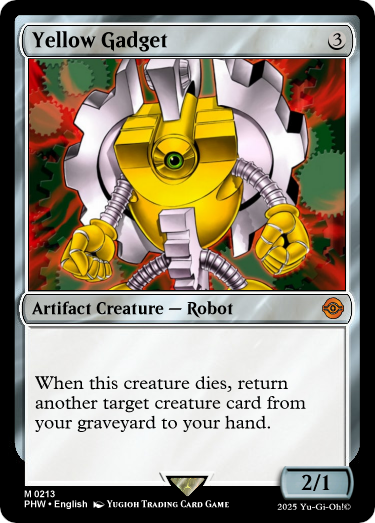 Yellow Gadget 3
Artifact Creature — Robot
When this creature dies, return
another target creature card from
your graveyard to your hand.
2/1
M 0213
PHW • English Yugioh Trading Card Game
2025 Yu-Gi-Oh!©